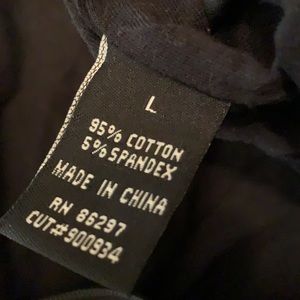 L
95% COTTON
5% SPANDEX
MADE IN CHINA
RN 86297
CUT#900934